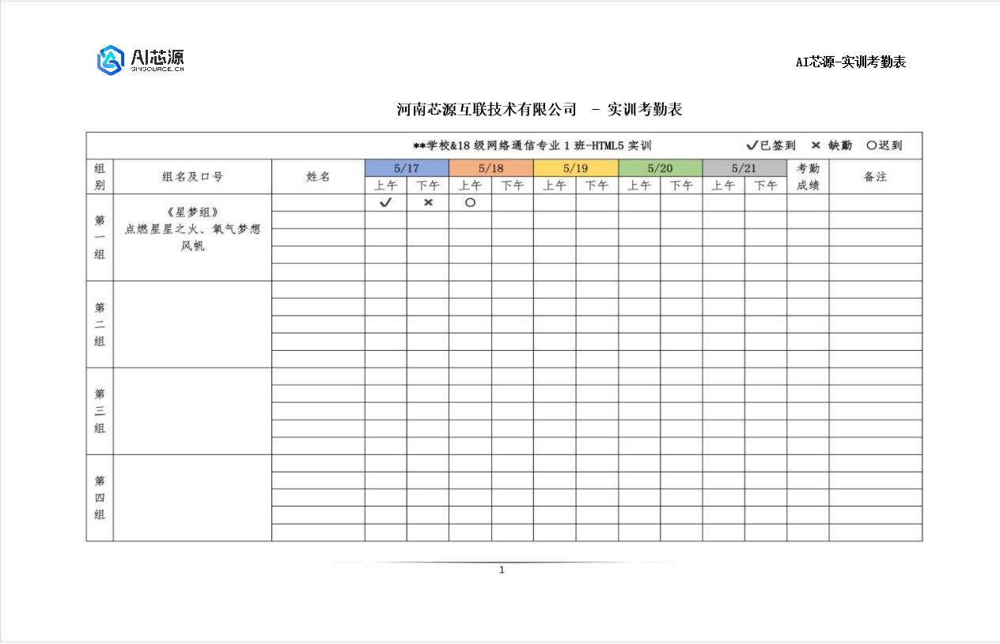 AI芯源
SINSOURCE.CN
AI芯源-实训考勤表
河南芯源互联技术有限公司 - 实训考勤表
**学校&18 级网络通信专业 1 班-HTML5 实训 ✓已签到 ✖ 缺勤 ○迟到
组别 组名及口号 姓名 5/17 5/18 5/19 5/20 5/21 考勤成绩 备注
上午 下午 上午 下午 上午 下午 上午 下午 上午 下午
✓ ✖ ○
第一组
《星梦组》
点燃星星之火、氧气梦想
风帆
第二组
第三组
第四组
1